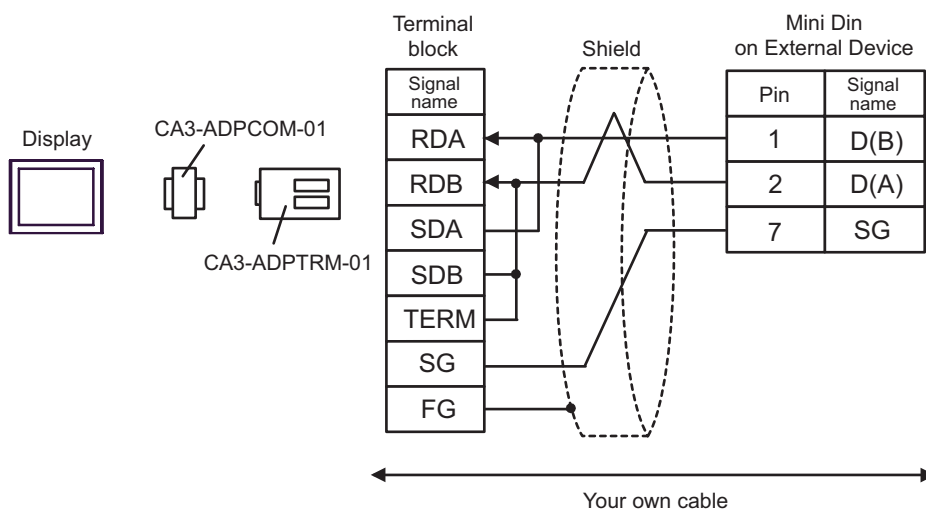 Display
CA3-ADPCOM-01
CA3-ADPTRM-01
Terminal
block
Signal
name
RDA
RDB
SDA
SDB
TERM
SG
FG
Shield
Mini Din
on External Device
Pin
Signal
name
1 D(B)
2 D(A)
7 SG
Your own cable